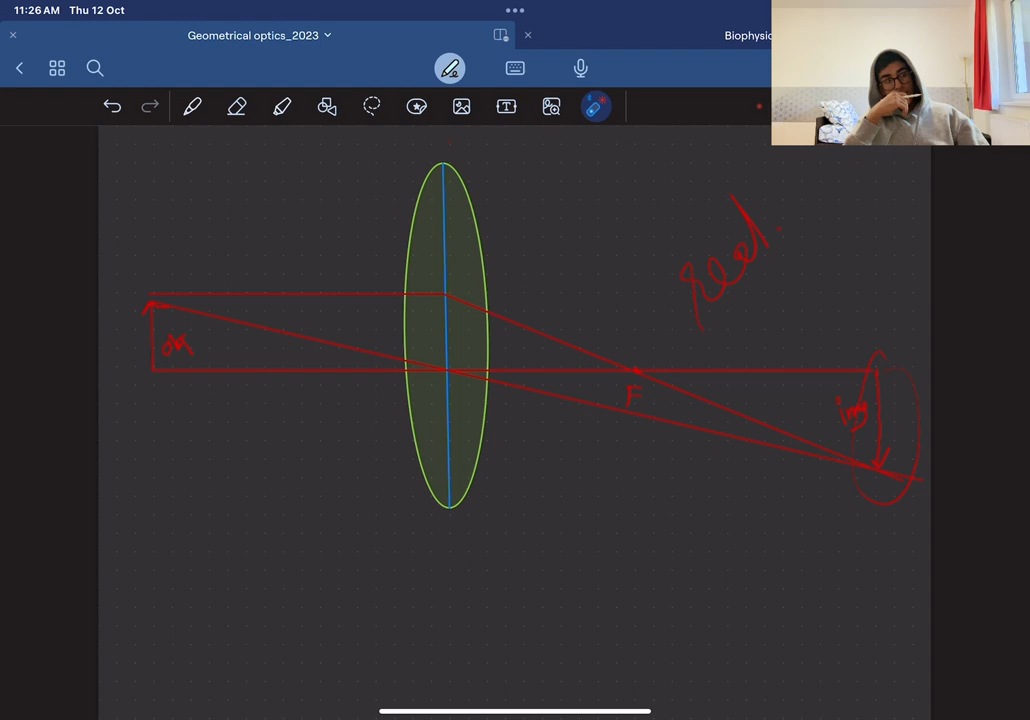 11:26 AM Thu 12 Oct
Geometrical optics_2023
Biophysic
Real.
obj
F
img